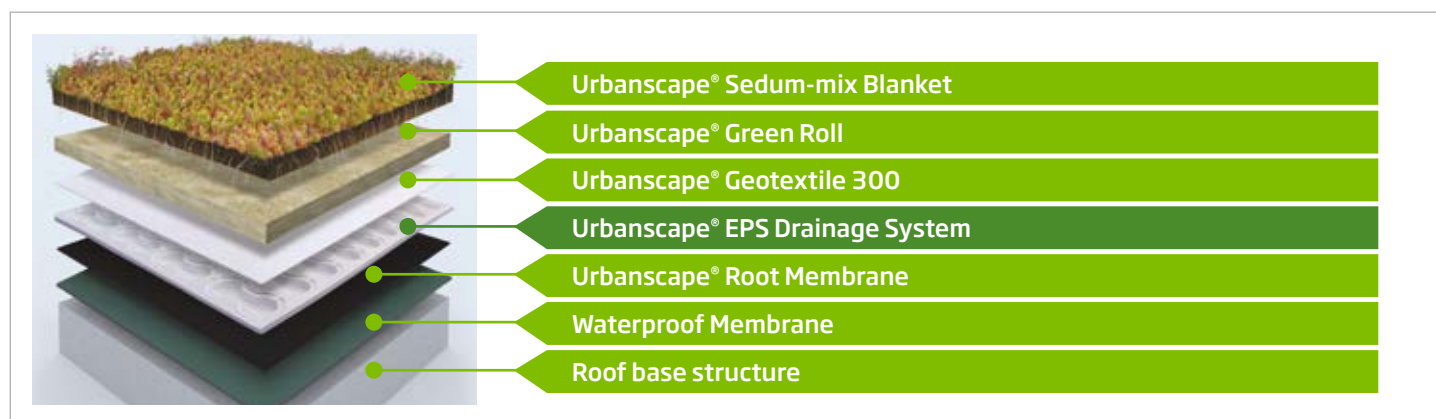 Urbanscape® Sedum-mix Blanket
Urbanscape® Green Roll
Urbanscape® Geotextile 300
Urbanscape® EPS Drainage System
Urbanscape® Root Membrane
Waterproof Membrane
Roof base structure